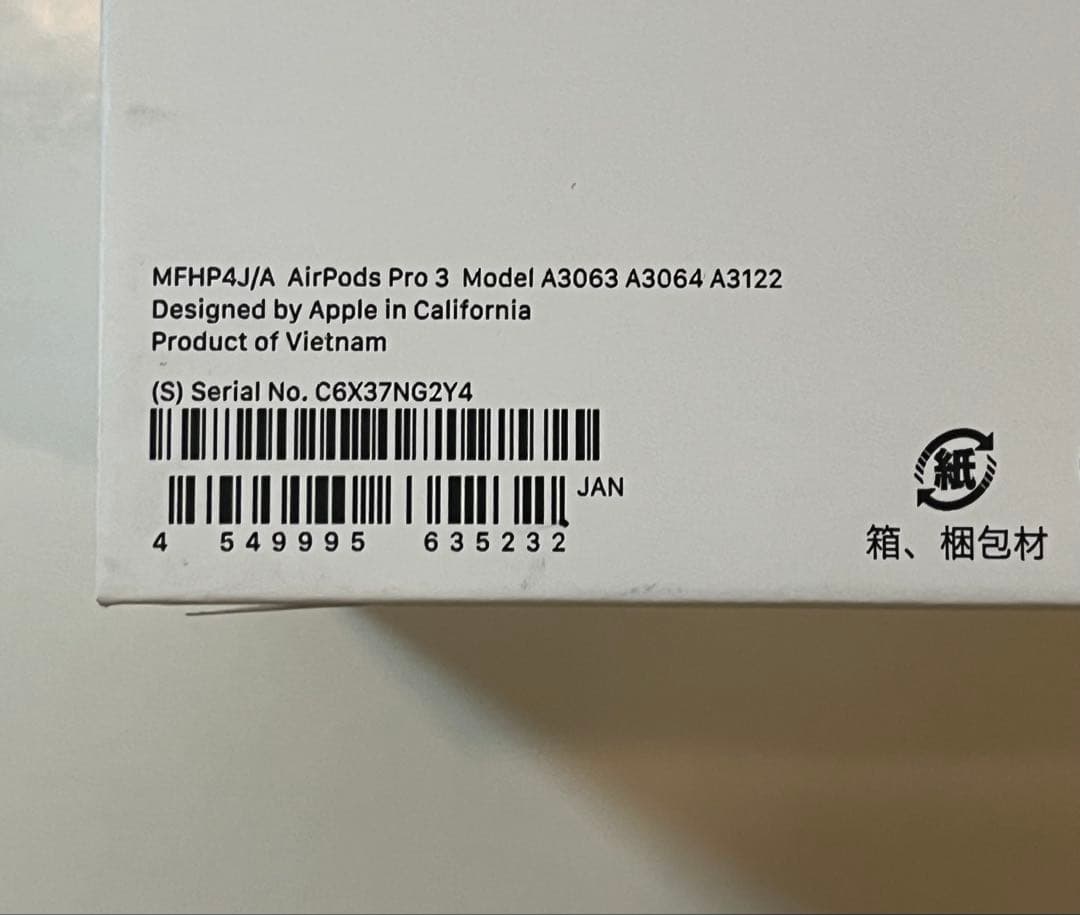 MFHP4J/A AirPods Pro 3 Model A3063 A3064 A3122
Designed by Apple in California
Product of Vietnam
(S) Serial No. C6X37NG2Y4
JAN
4 549995 635232
紙
箱、梱包材